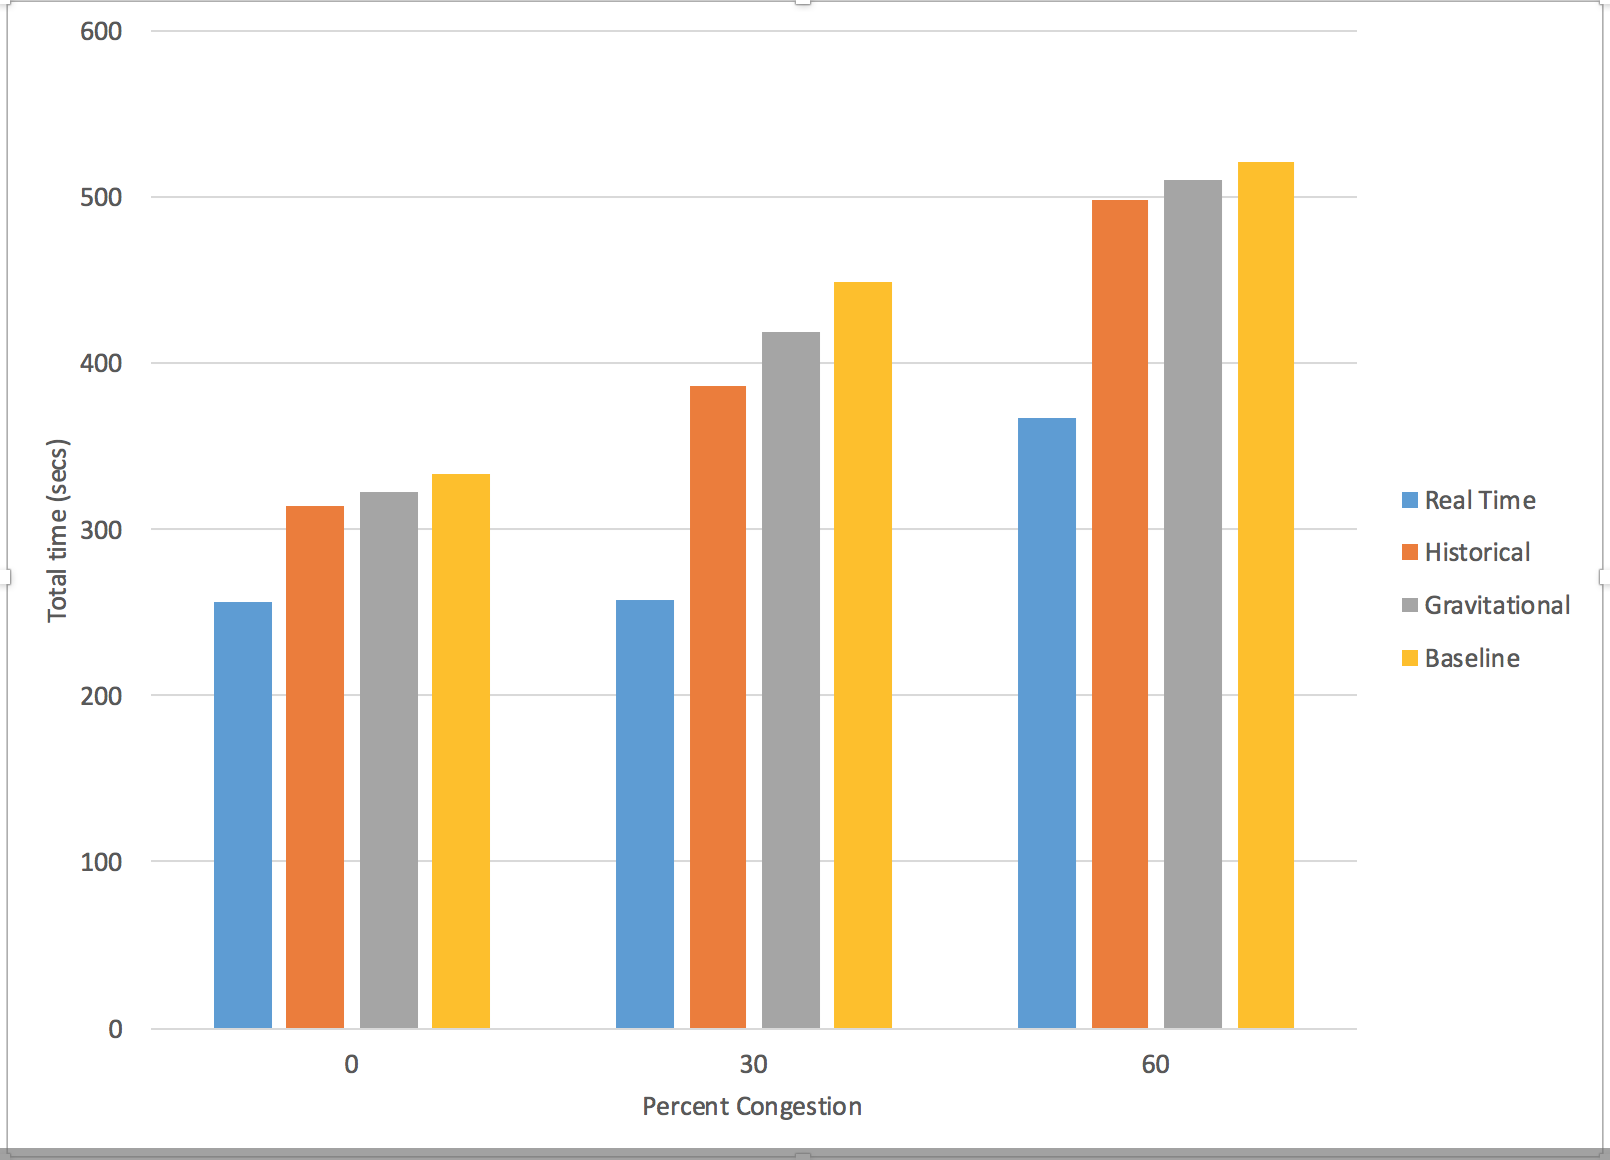 600
500
400
300
200
100
0
Total time (secs)
0 30 60
Percent Congestion
Real Time
Historical
Gravitational
Baseline